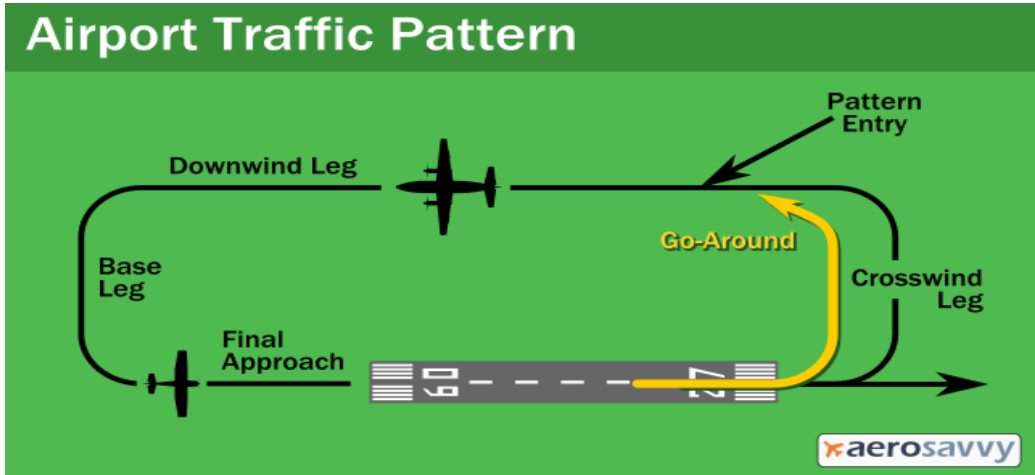 Airport Traffic Pattern
Pattern
Entry
Downwind Leg
Go-Around
Base
Leg
Crosswind
Leg
Final
Approach
09
27
aerosavvy